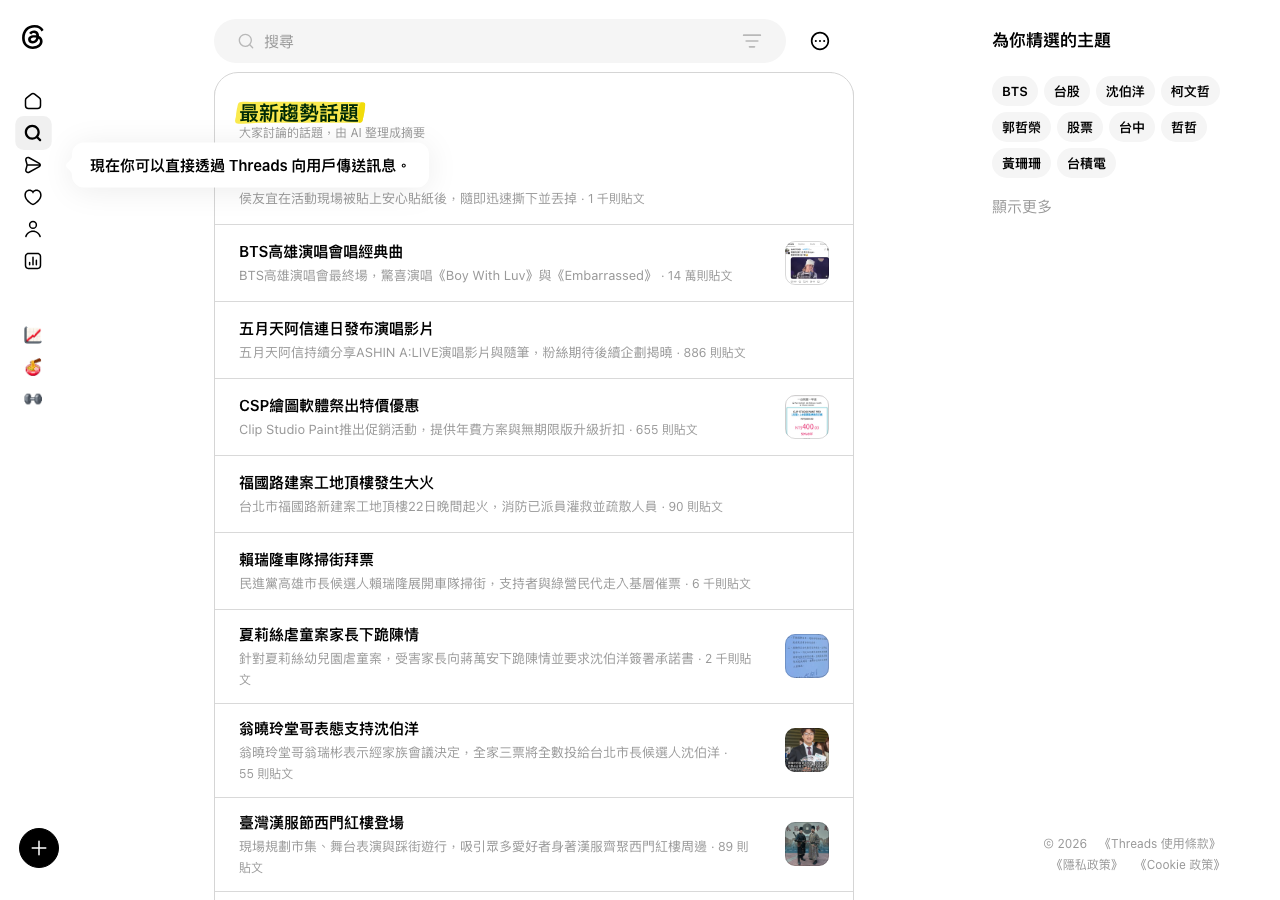 搜尋
最新趨勢話題
大家討論的話題，由 AI 整理成摘要
現在你可以直接透過 Threads 向用戶傳送訊息。
侯友宜在活動現場被貼上安心貼紙後，隨即迅速撕下並丟掉 · 1 千則貼文
BTS高雄演唱會唱經典曲
BTS高雄演唱會最終場，驚喜演唱《Boy With Luv》與《Embarrassed》 · 14 萬則貼文
五月天阿信連日發布演唱影片
五月天阿信持續分享ASHIN A:LIVE演唱影片與隨筆，粉絲期待後續企劃揭曉 · 886 則貼文
CSP繪圖軟體祭出特價優惠
Clip Studio Paint推出促銷活動，提供年費方案與無期限版升級折扣 · 655 則貼文
福國路建案工地頂樓發生大火
台北市福國路新建案工地頂樓22日晚間起火，消防已派員灌救並疏散人員 · 90 則貼文
賴瑞隆車隊掃街拜票
民進黨高雄市長候選人賴瑞隆展開車隊掃街，支持者與綠營民代走入基層催票 · 6 千則貼文
夏莉絲虐童案家長下跪陳情
針對夏莉絲幼兒園虐童案，受害家長向蔣萬安下跪陳情並要求沈伯洋簽署承諾書 · 2 千則貼
文
翁曉玲堂哥表態支持沈伯洋
翁曉玲堂哥翁瑞彬表示經家族會議決定，全家三票將全數投給台北市長候選人沈伯洋 ·
55 則貼文
臺灣漢服節西門紅樓登場
現場規劃市集、舞台表演與踩街遊行，吸引眾多愛好者身著漢服齊聚西門紅樓周邊 · 89 則
貼文
為你精選的主題
BTS 台股 沈伯洋 柯文哲
郭哲榮 股票 台中 哲哲
黃珊珊 台積電
顯示更多
© 2026 《Threads 使用條款》
《隱私政策》 《Cookie 政策》